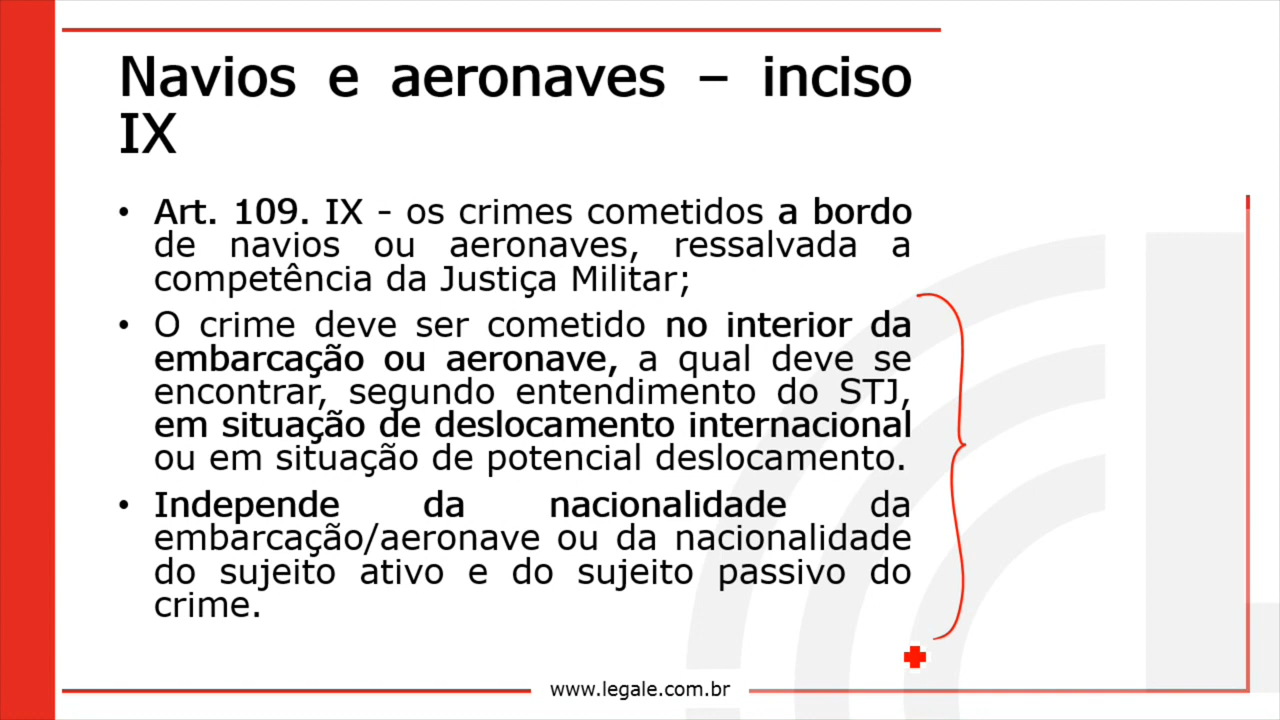 Navios e aeronaves – inciso
IX
• Art. 109. IX - os crimes cometidos a bordo
de navios ou aeronaves, ressalvada a
competência da Justiça Militar;
• O crime deve ser cometido no interior da
embarcação ou aeronave, a qual deve se
encontrar, segundo entendimento do STJ,
em situação de deslocamento internacional
ou em situação de potencial deslocamento.
• Independe da nacionalidade da
embarcação/aeronave ou da nacionalidade
do sujeito ativo e do sujeito passivo do
crime.
www.legale.com.br